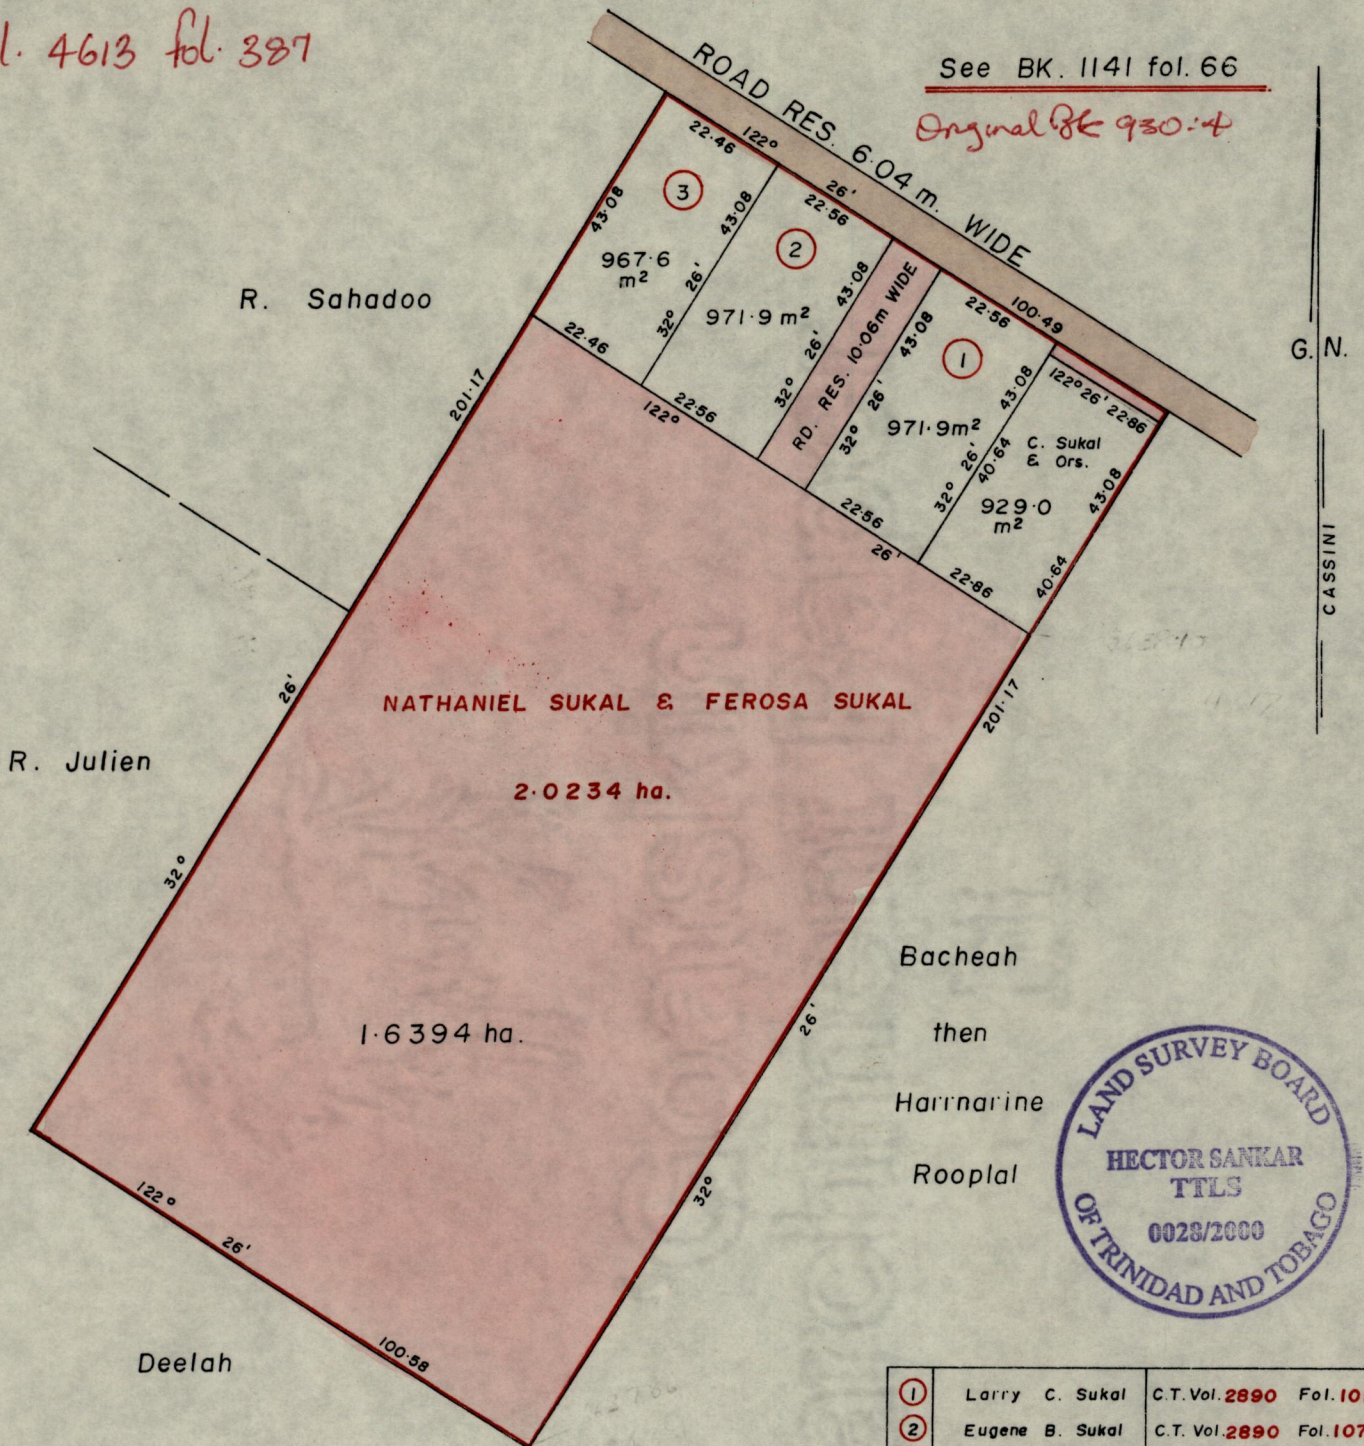 l. 4613 fol. 387
See BK. 1141 fol. 66
Original Bk 930:4
ROAD RES. 6.04 m. WIDE
22.46
122°
26'
22.56
3
43.08
43.08
967.6 m²
32° 26'
2
971.9 m²
43.08
32° 26'
RD. RES. 10.06m WIDE
43.08
32° 26'
22.56
100.49
1
971.9m²
43.08
32° 26'
40.64
122° 26' 22.86
C. Sukal
& Ors.
929.0
m²
43.08
40.64
G.N.
CASSINI
R. Sahadoo
22.46
22.56
122°
22.56
26'
22.86
201.17
26'
32°
R. Julien
NATHANIEL SUKAL & FEROSA SUKAL
2.0234 ha.
1.6394 ha.
201.17
26'
32°
Bacheah
then
Harrnarine
Rooplal
LAND SURVEY BOARD
HECTOR SANKAR
TTLS
0028/2000
OF TRINIDAD AND TOBAGO
122°
26'
100.58
Deelah
1 Larry C. Sukal C.T. Vol. 2890 Fol. 10
2 Eugene B. Sukal C.T. Vol. 2890 Fol. 107